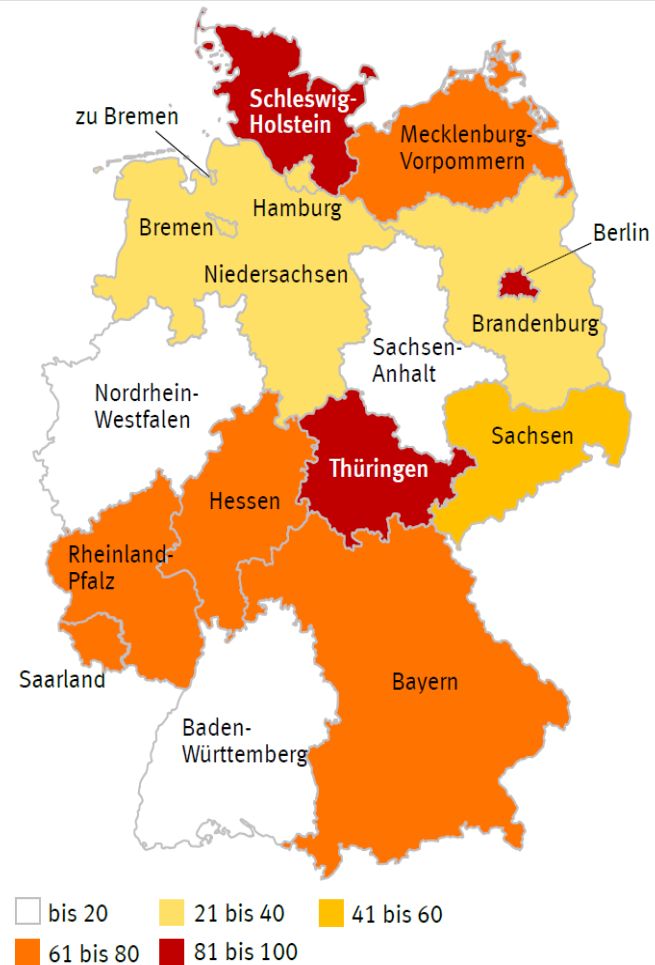 Schleswig-
Holstein
zu Bremen
Mecklenburg-
Vorpommern
Hamburg
Bremen
Berlin
Niedersachsen
Brandenburg
Sachsen-
Anhalt
Nordrhein-
Westfalen
Sachsen
Thüringen
Hessen
Rheinland-
Pfalz
Saarland
Bayern
Baden-
Württemberg
bis 20
21 bis 40
41 bis 60
61 bis 80
81 bis 100